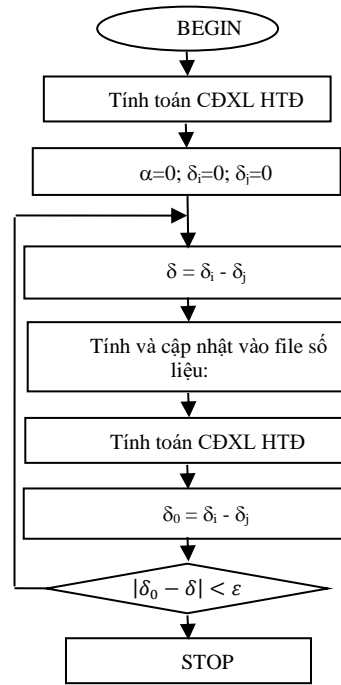 BEGIN
Tính toán CĐXL HTĐ
α=0; δi=0; δj=0
δ = δi - δj
Tính và cập nhật vào file số
liệu:
Tính toán CĐXL HTĐ
δ0 = δi - δj
|δ0 − δ| < ε
STOP